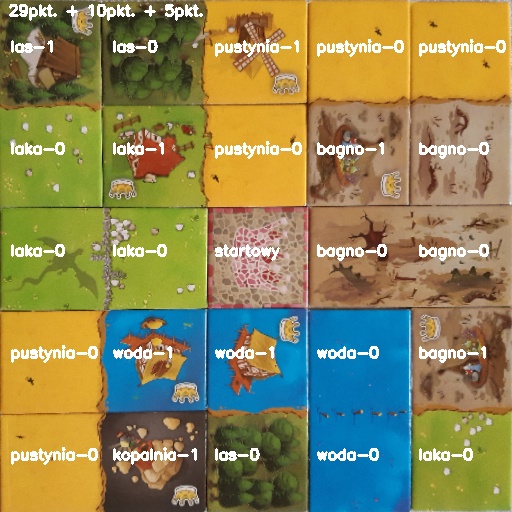 29pkt. + 10pkt. + 5pkt.
las-1 las-0 pustynia-1 pustynia-0 pustynia-0
laka-0 laka-1 pustynia-0 bagno-1 bagno-0
laka-0 laka-0 startowy bagno-0 bagno-0
pustynia-0 woda-1 woda-1 woda-0 bagno-1
pustynia-0 kopalnia-1 las-0 woda-0 laka-0